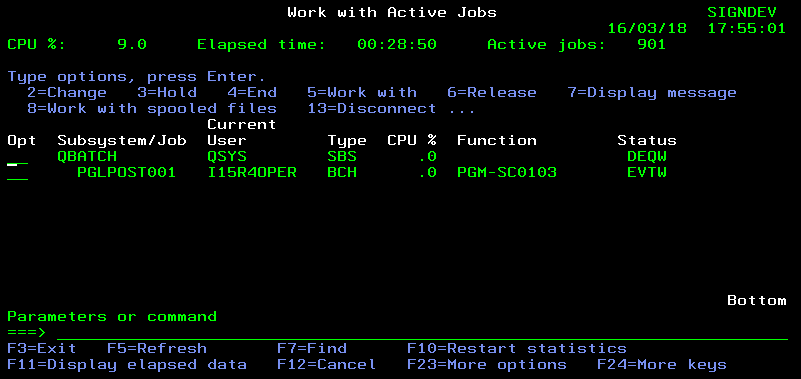 Work with Active Jobs SIGNDEV
16/03/18 17:55:01
CPU %: 9.0 Elapsed time: 00:28:50 Active jobs: 901
Type options, press Enter.
2=Change 3=Hold 4=End 5=Work with 6=Release 7=Display message
8=Work with spooled files 13=Disconnect ...
Current
Opt Subsystem/Job User Type CPU % Function Status
__ QBATCH QSYS SBS .0 DEQW
__ PGLPOST001 I15R4OPER BCH .0 PGM-SC0103 EVTW
Bottom
Parameters or command
===>
F3=Exit F5=Refresh F7=Find F10=Restart statistics
F11=Display elapsed data F12=Cancel F23=More options F24=More keys